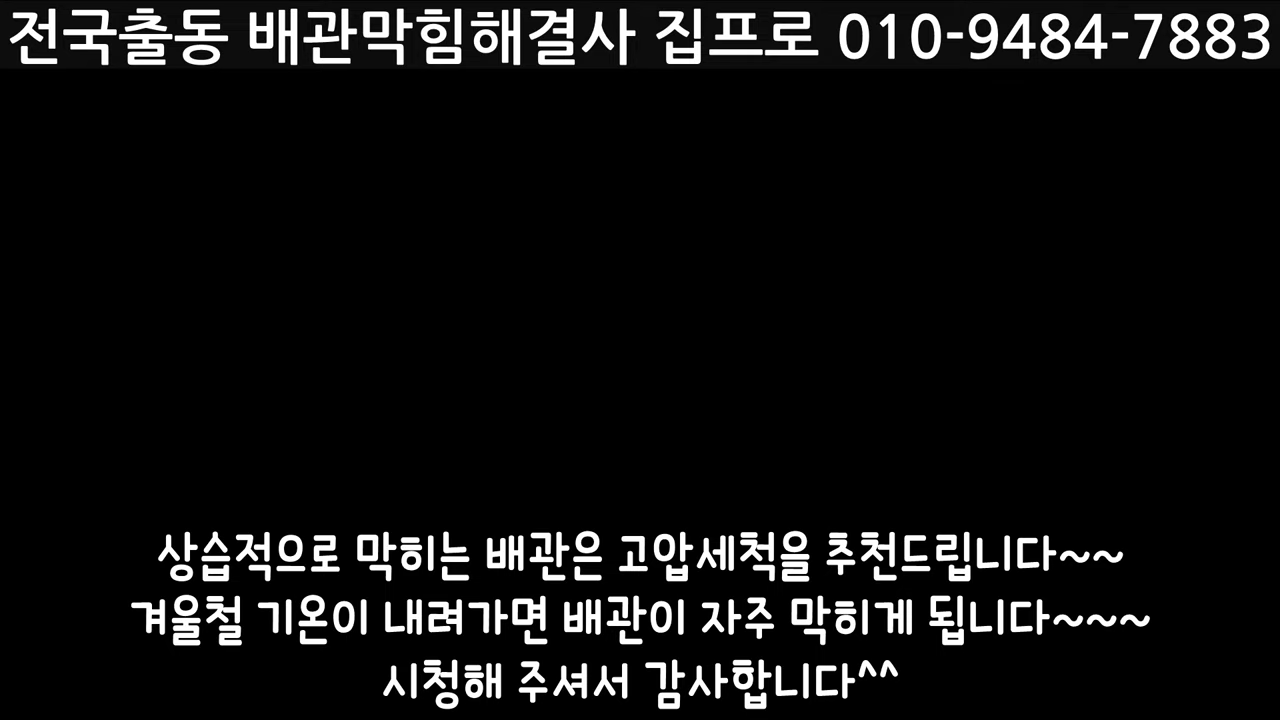 전국출동 배관막힘해결사 집프로 010-9484-7883
상습적으로 막히는 배관은 고압세척을 추천드립니다~~
겨울철 기온이 내려가면 배관이 자주 막히게 됩니다~~~
시청해 주셔서 감사합니다^^